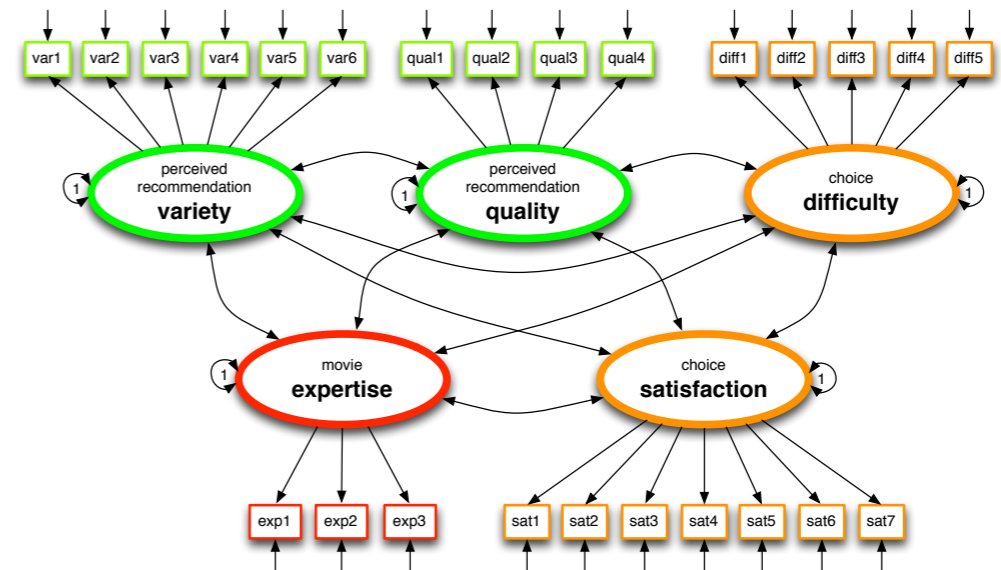 var1 var2 var3 var4 var5 var6 qual1 qual2 qual3 qual4 diff1 diff2 diff3 diff4 diff5
perceived
recommendation
variety
1
perceived
recommendation
quality
1
choice
difficulty
1
movie
expertise
1
choice
satisfaction
1
exp1 exp2 exp3 sat1 sat2 sat3 sat4 sat5 sat6 sat7